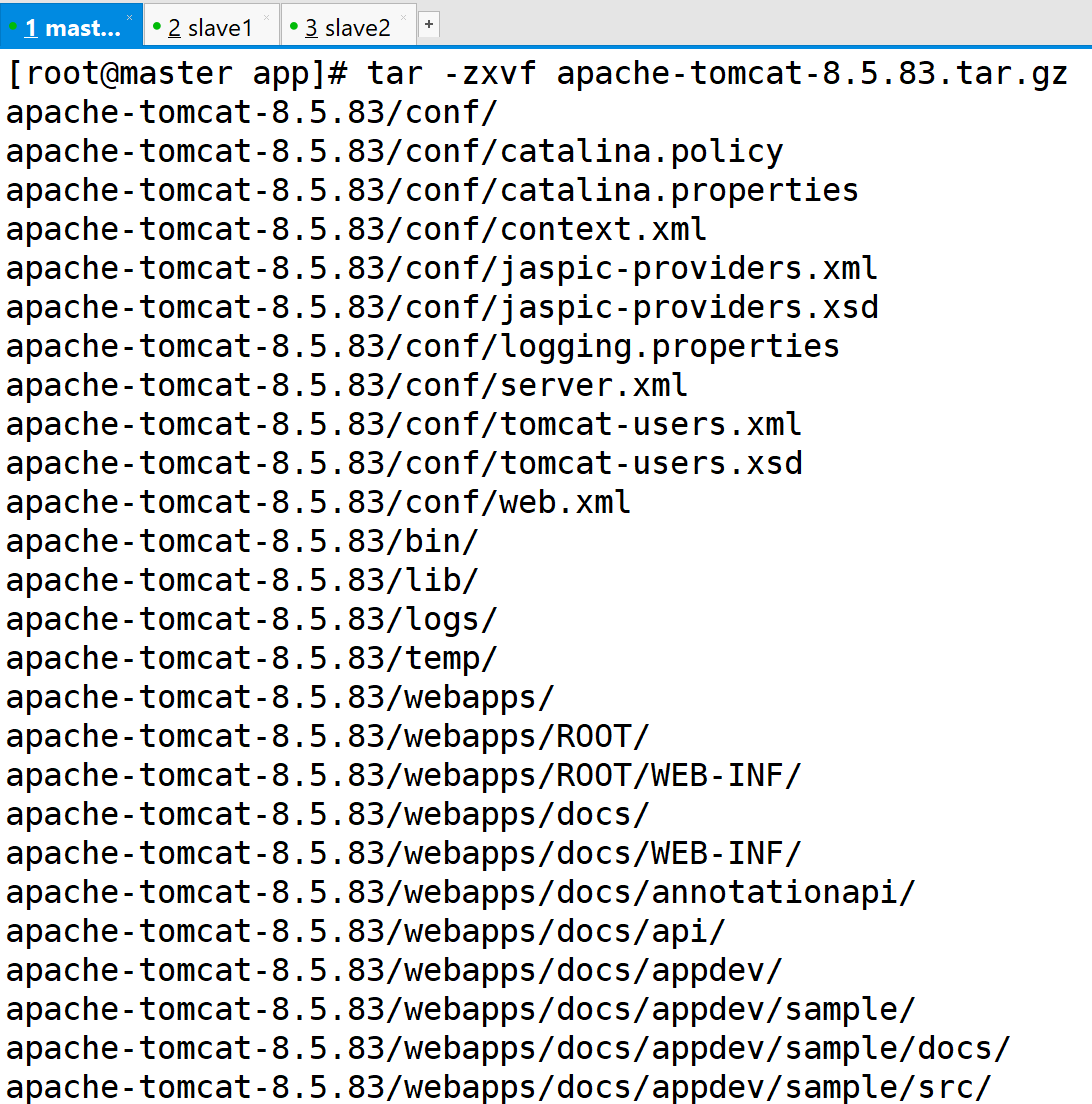 1 mast... × 2 slave1 × 3 slave2 × +
[root@master app]# tar -zxvf apache-tomcat-8.5.83.tar.gz
apache-tomcat-8.5.83/conf/
apache-tomcat-8.5.83/conf/catalina.policy
apache-tomcat-8.5.83/conf/catalina.properties
apache-tomcat-8.5.83/conf/context.xml
apache-tomcat-8.5.83/conf/jaspic-providers.xml
apache-tomcat-8.5.83/conf/jaspic-providers.xsd
apache-tomcat-8.5.83/conf/logging.properties
apache-tomcat-8.5.83/conf/server.xml
apache-tomcat-8.5.83/conf/tomcat-users.xml
apache-tomcat-8.5.83/conf/tomcat-users.xsd
apache-tomcat-8.5.83/conf/web.xml
apache-tomcat-8.5.83/bin/
apache-tomcat-8.5.83/lib/
apache-tomcat-8.5.83/logs/
apache-tomcat-8.5.83/temp/
apache-tomcat-8.5.83/webapps/
apache-tomcat-8.5.83/webapps/ROOT/
apache-tomcat-8.5.83/webapps/ROOT/WEB-INF/
apache-tomcat-8.5.83/webapps/docs/
apache-tomcat-8.5.83/webapps/docs/WEB-INF/
apache-tomcat-8.5.83/webapps/docs/annotationapi/
apache-tomcat-8.5.83/webapps/docs/api/
apache-tomcat-8.5.83/webapps/docs/appdev/
apache-tomcat-8.5.83/webapps/docs/appdev/sample/
apache-tomcat-8.5.83/webapps/docs/appdev/sample/docs/
apache-tomcat-8.5.83/webapps/docs/appdev/sample/src/